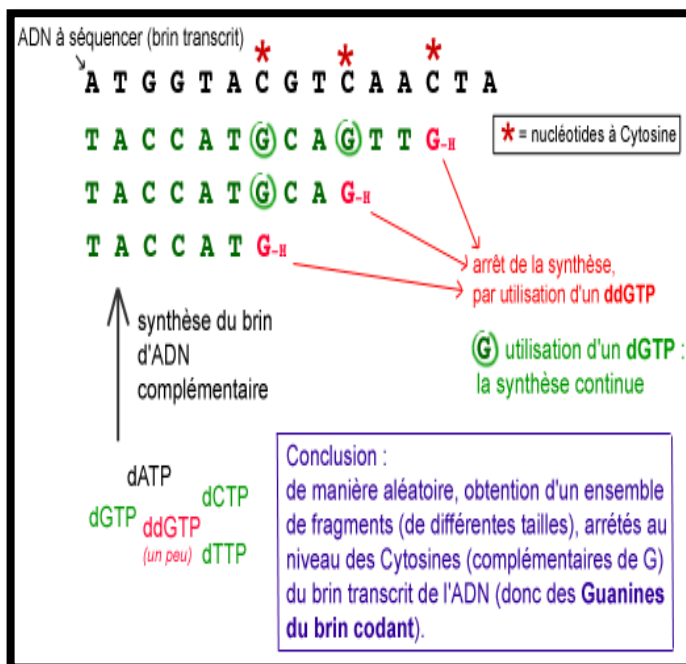 ADN à séquencer (brin transcrit)
* * *
A T G G T A C G T C A A C T A
T A C C A T G C A G T T G-H
* = nucléotides à Cytosine
T A C C A T G C A G-H
T A C C A T G-H
arrêt de la synthèse,
par utilisation d'un ddGTP
synthèse du brin
d'ADN
complémentaire
G utilisation d'un dGTP :
la synthèse continue
dATP
dGTP dCTP
ddGTP
(un peu) dTTP
Conclusion :
de manière aléatoire, obtention d'un ensemble
de fragments (de différentes tailles), arrétés au
niveau des Cytosines (complémentaires de G)
du brin transcrit de l'ADN (donc des Guanines
du brin codant).